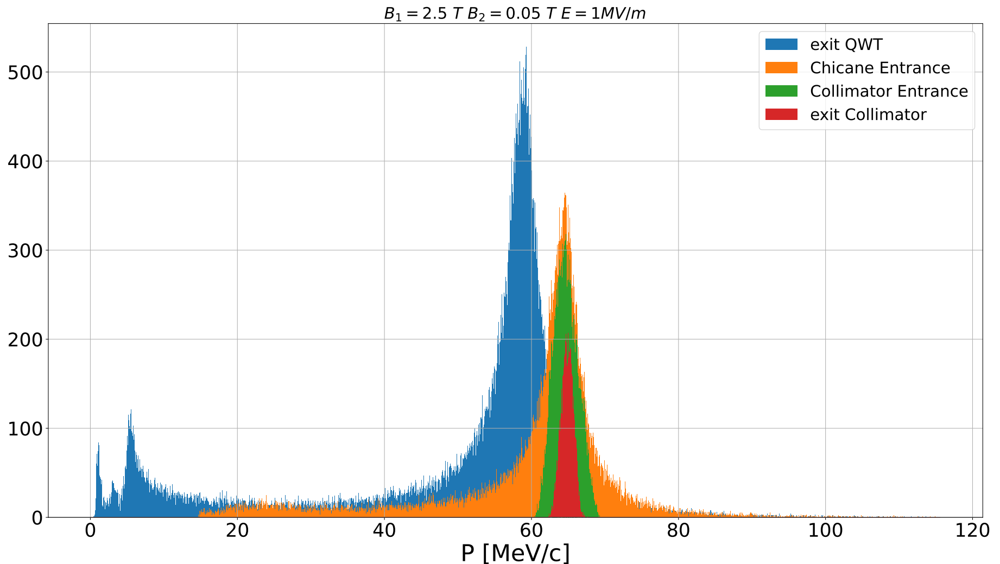 B₁ = 2.5 T B₂ = 0.05 T E = 1MV/m
exit QWT
Chicane Entrance
Collimator Entrance
exit Collimator
500
400
300
200
100
0
0 20 40 60 80 100 120
P [MeV/c]